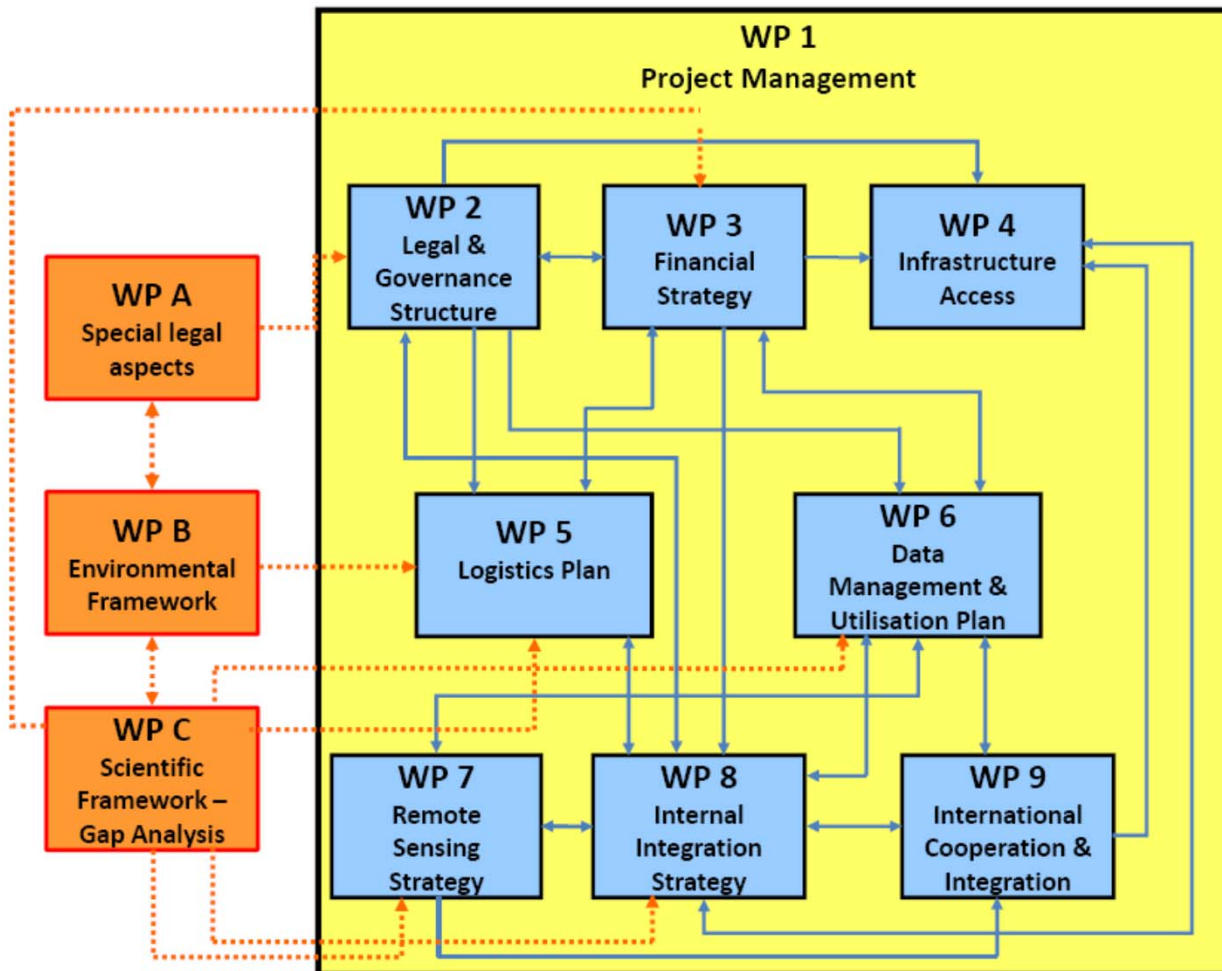 WP 1
Project Management
WP 2
Legal &
Governance
Structure
WP 3
Financial
Strategy
WP 4
Infrastructure
Access
WP A
Special legal
aspects
WP B
Environmental
Framework
WP 5
Logistics Plan
WP 6
Data
Management &
Utilisation Plan
WP C
Scientific
Framework –
Gap Analysis
WP 7
Remote
Sensing
Strategy
WP 8
Internal
Integration
Strategy
WP 9
International
Cooperation &
Integration